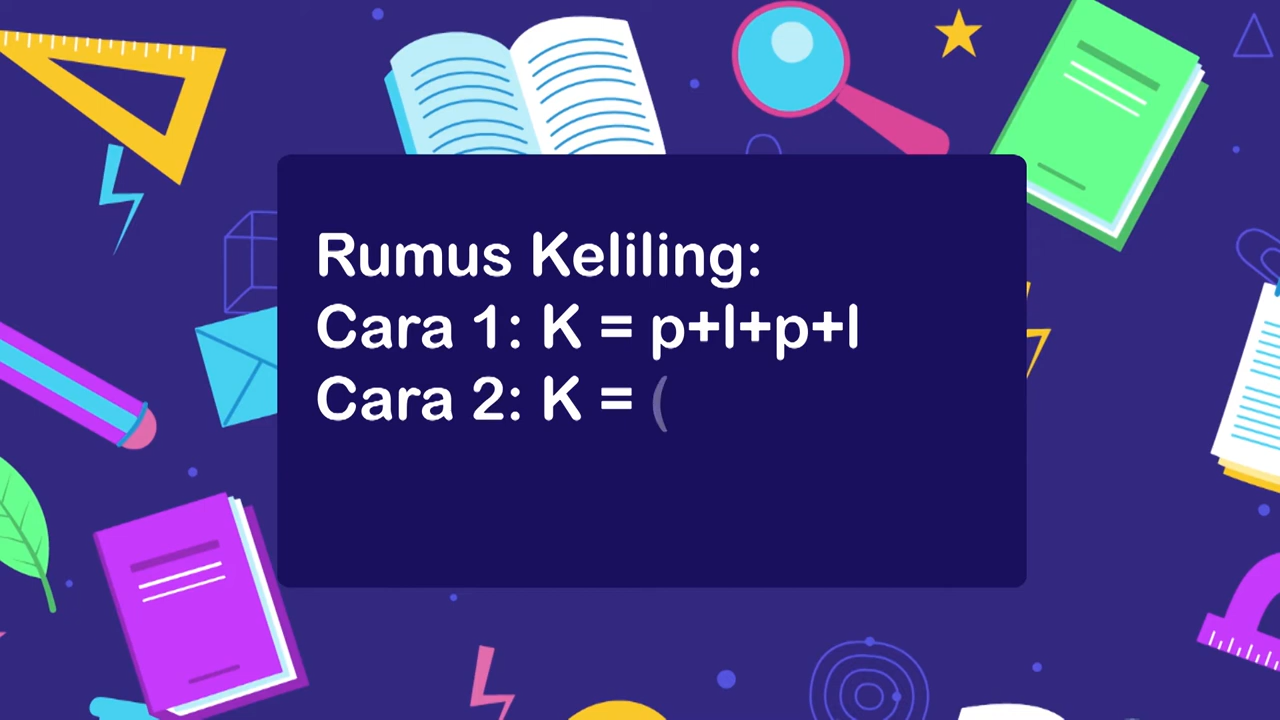 Rumus Keliling:
Cara 1: K = p+l+p+l
Cara 2: K = (